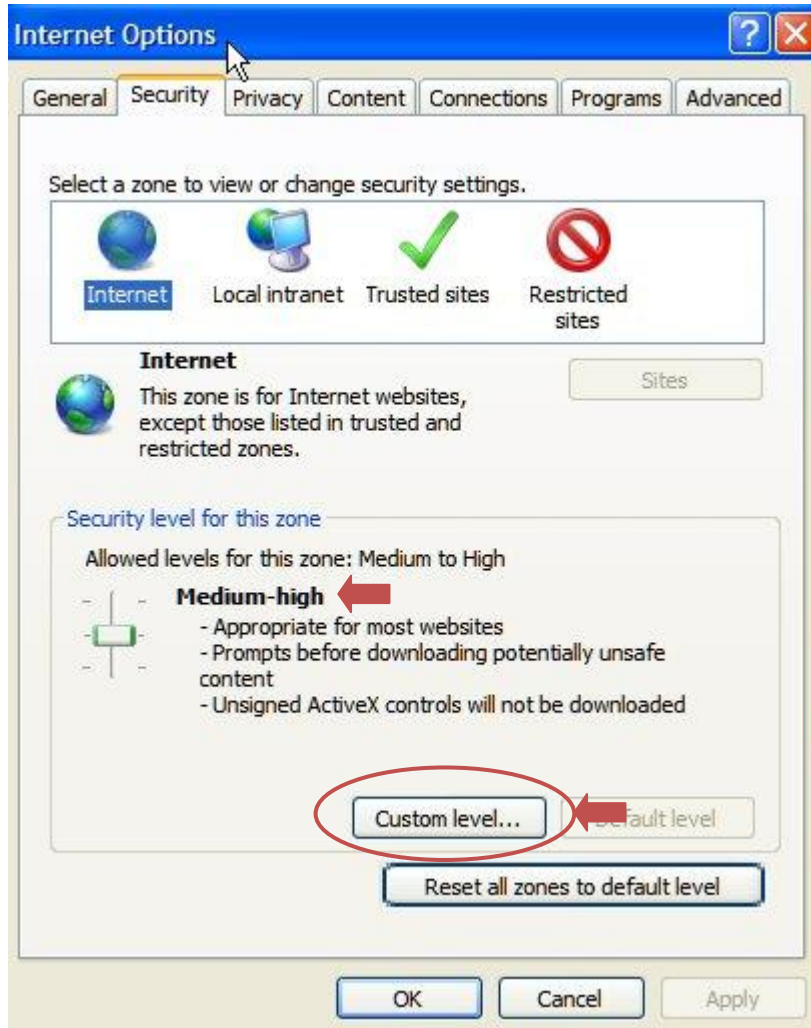 Internet Options
General Security Privacy Content Connections Programs Advanced
Select a zone to view or change security settings.
Internet Local intranet Trusted sites Restricted
sites
Internet
Sites
This zone is for Internet websites,
except those listed in trusted and
restricted zones.
Security level for this zone
Allowed levels for this zone: Medium to High
Medium-high
- Appropriate for most websites
- Prompts before downloading potentially unsafe
content
- Unsigned ActiveX controls will not be downloaded
Custom level... Default level
Reset all zones to default level
OK Cancel Apply